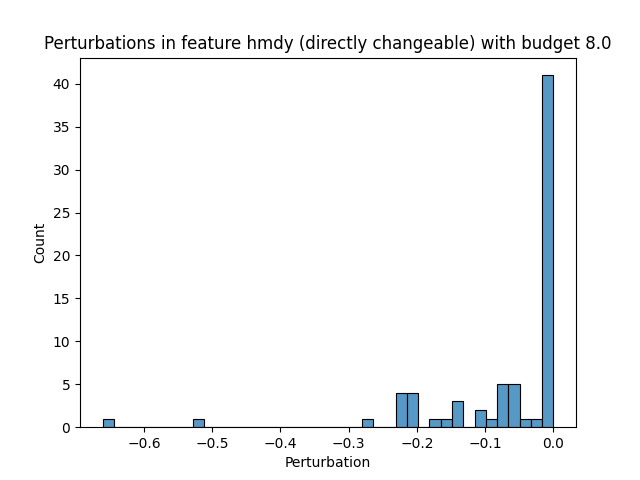 Perturbations in feature hmdy (directly changeable) with budget 8.0
40
35
30
25
20
15
10
5
0
Count
−0.6 −0.5 −0.4 −0.3 −0.2 −0.1 0.0
Perturbation